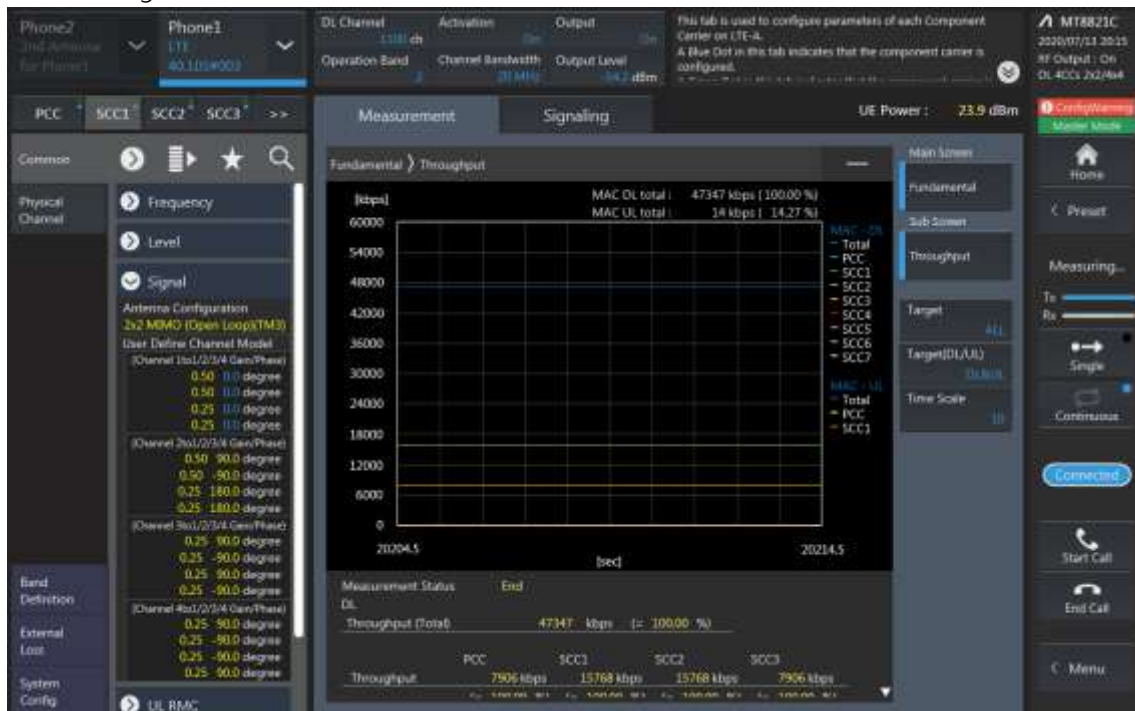 Phone2
2nd Antenna
for Phone1
Phone1
LTE
40.10S#003
DL Channel
1100 ch
Activation
On
Output
On
Operation Band
2
Channel Bandwidth
20 MHz
Output Level
-54.2 dBm
This tab is used to configure parameters of each Component
Carrier on LTE-A.
A Blue Dot in this tab indicates that the component carrier is
configured.
MT8821C
2020/07/13 20:15
RF Output : On
DL 4CCs 2x2/4x4
PCC
SCC1
SCC2
SCC3
>>
Measurement
Signaling
UE Power : 23.9 dBm
ConfigWarning
Master Mode
Common
Physical
Channel
Frequency
Level
Signal
Antenna Configuration
2x2 MIMO (Open Loop)(TM3)
User Define Channel Model
(Channel 1to1/2/3/4 Gain/Phase)
0.50 0.0 degree
0.50 0.0 degree
0.25 0.0 degree
0.25 0.0 degree
(Channel 2to1/2/3/4 Gain/Phase)
0.50 90.0 degree
0.50 -90.0 degree
0.25 180.0 degree
0.25 180.0 degree
(Channel 3to1/2/3/4 Gain/Phase)
0.25 90.0 degree
0.25 -90.0 degree
0.25 90.0 degree
0.25 -90.0 degree
(Channel 4to1/2/3/4 Gain/Phase)
0.25 90.0 degree
0.25 -90.0 degree
0.25 -90.0 degree
0.25 90.0 degree
UL RMC
Band
Definition
External
Loss
System
Config
Fundamental
Throughput
[kbps]
MAC DL total : 47347 kbps (100.00 %)
MAC UL total : 14 kbps ( 14.27 %)
60000
54000
48000
42000
36000
30000
24000
18000
12000
6000
0
20204.5
[sec]
20214.5
MAC - DL
Total
PCC
SCC1
SCC2
SCC3
SCC4
SCC5
SCC6
SCC7
MAC - UL
Total
PCC
SCC1
Measurement Status End
DL
Throughput (Total) 47347 kbps (= 100.00 %)
PCC SCC1 SCC2 SCC3
Throughput 7906 kbps 15768 kbps 15768 kbps 7906 kbps
(= 100.00 %) (= 100.00 %) (= 100.00 %) (= 100.00 %)
Main Screen
Fundamental
Sub Screen
Throughput
Target
ALL
Target(DL/UL)
DL&UL
Time Scale
10
Home
Preset
Measuring...
Tx
Rx
Single
Continuous
Connected
Start Call
End Call
Menu